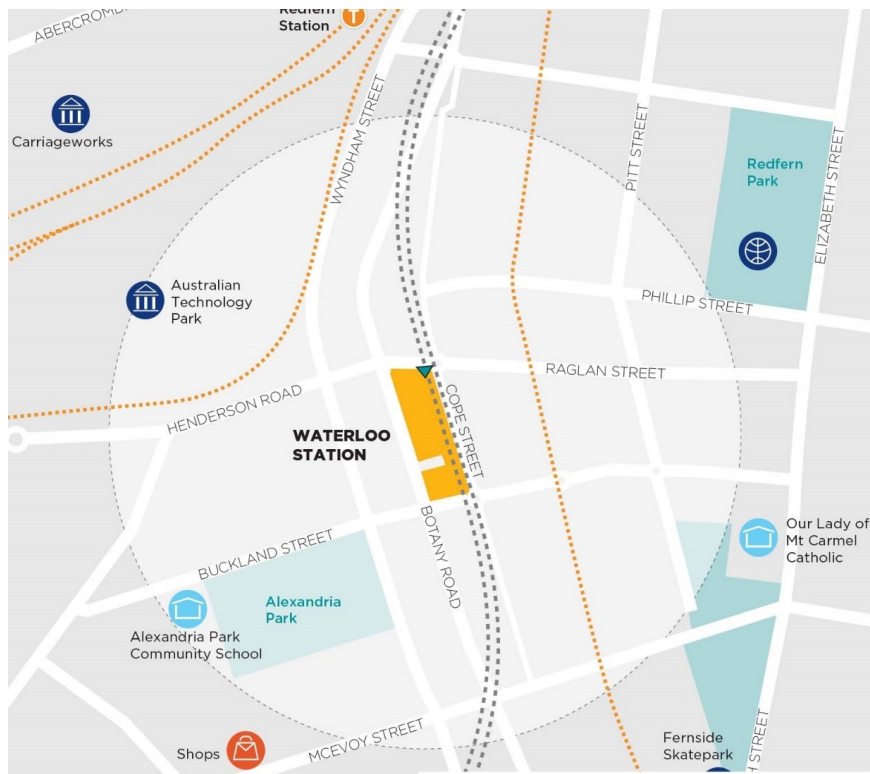 Redfern
Station
T
ABERCROMB
Carriageworks
WYNDHAM STREET
PITT STREET
Redfern
Park
ELIZABETH STREET
Australian
Technology
Park
PHILLIP STREET
RAGLAN STREET
HENDERSON ROAD
COPE STREET
WATERLOO
STATION
BOTANY ROAD
BUCKLAND STREET
Our Lady of
Mt Carmel
Catholic
Alexandria
Park
Alexandria Park
Community School
Shops
MCEVOY STREET
Fernside
Skatepark
H STREET